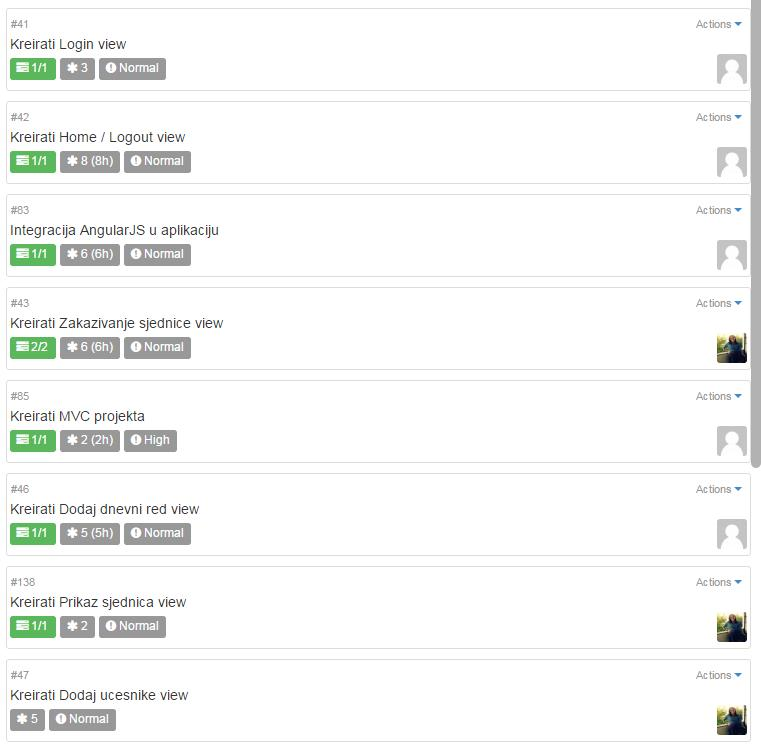 #41 Actions
Kreirati Login view
1/1 3 Normal
#42 Actions
Kreirati Home / Logout view
1/1 8 (8h) Normal
#83 Actions
Integracija AngularJS u aplikaciju
1/1 6 (6h) Normal
#43 Actions
Kreirati Zakazivanje sjednice view
2/2 6 (6h) Normal
#85 Actions
Kreirati MVC projekta
1/1 2 (2h) High
#46 Actions
Kreirati Dodaj dnevni red view
1/1 5 (5h) Normal
#138 Actions
Kreirati Prikaz sjednica view
1/1 2 Normal
#47 Actions
Kreirati Dodaj ucesnike view
5 Normal